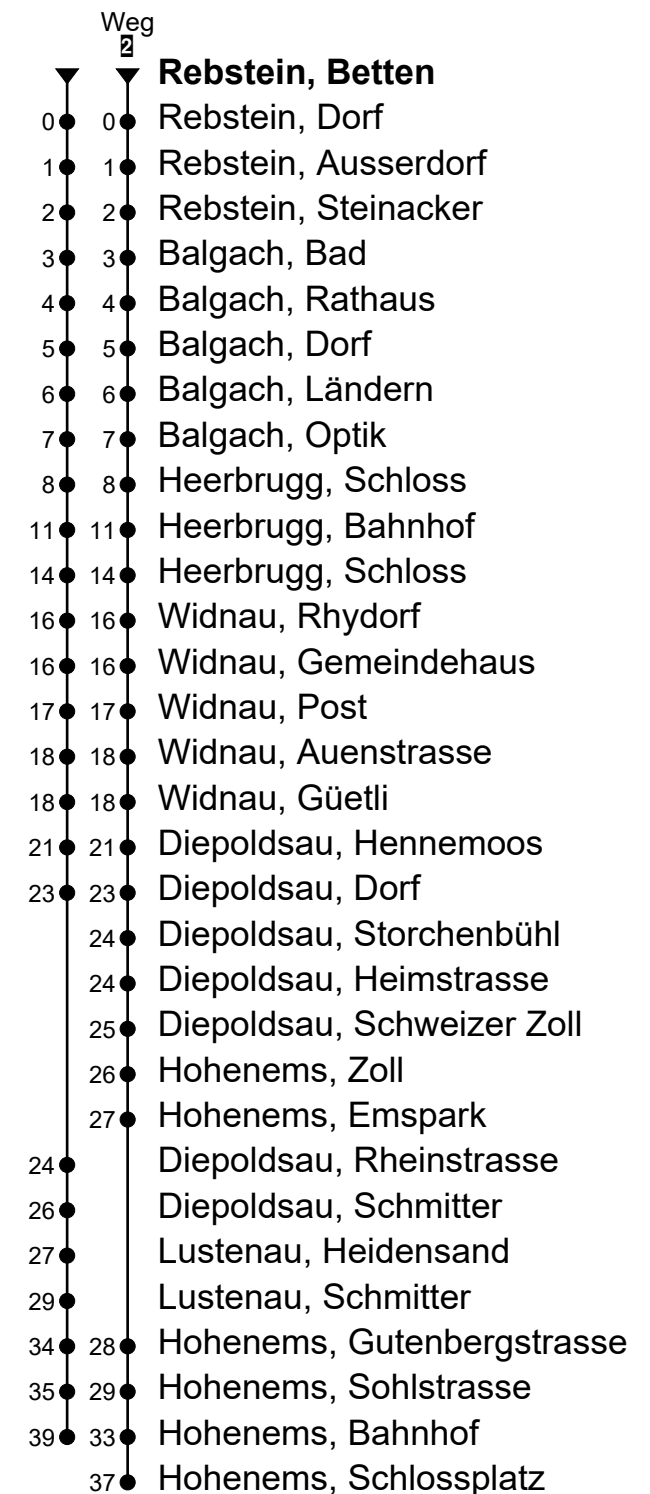 Weg
2
Rebstein, Betten
0 0 Rebstein, Dorf
1 1 Rebstein, Ausserdorf
2 2 Rebstein, Steinacker
3 3 Balgach, Bad
4 4 Balgach, Rathaus
5 5 Balgach, Dorf
6 6 Balgach, Ländern
7 7 Balgach, Optik
8 8 Heerbrugg, Schloss
11 11 Heerbrugg, Bahnhof
14 14 Heerbrugg, Schloss
16 16 Widnau, Rhydorf
16 16 Widnau, Gemeindehaus
17 17 Widnau, Post
18 18 Widnau, Auenstrasse
18 18 Widnau, Güetli
21 21 Diepoldsau, Hennemoos
23 23 Diepoldsau, Dorf
24 Diepoldsau, Storchenbühl
24 Diepoldsau, Heimstrasse
25 Diepoldsau, Schweizer Zoll
26 Hohenems, Zoll
27 Hohenems, Emspark
24 Diepoldsau, Rheinstrasse
26 Diepoldsau, Schmitter
27 Lustenau, Heidensand
29 Lustenau, Schmitter
34 28 Hohenems, Gutenbergstrasse
35 29 Hohenems, Sohlstrasse
39 33 Hohenems, Bahnhof
37 Hohenems, Schlossplatz